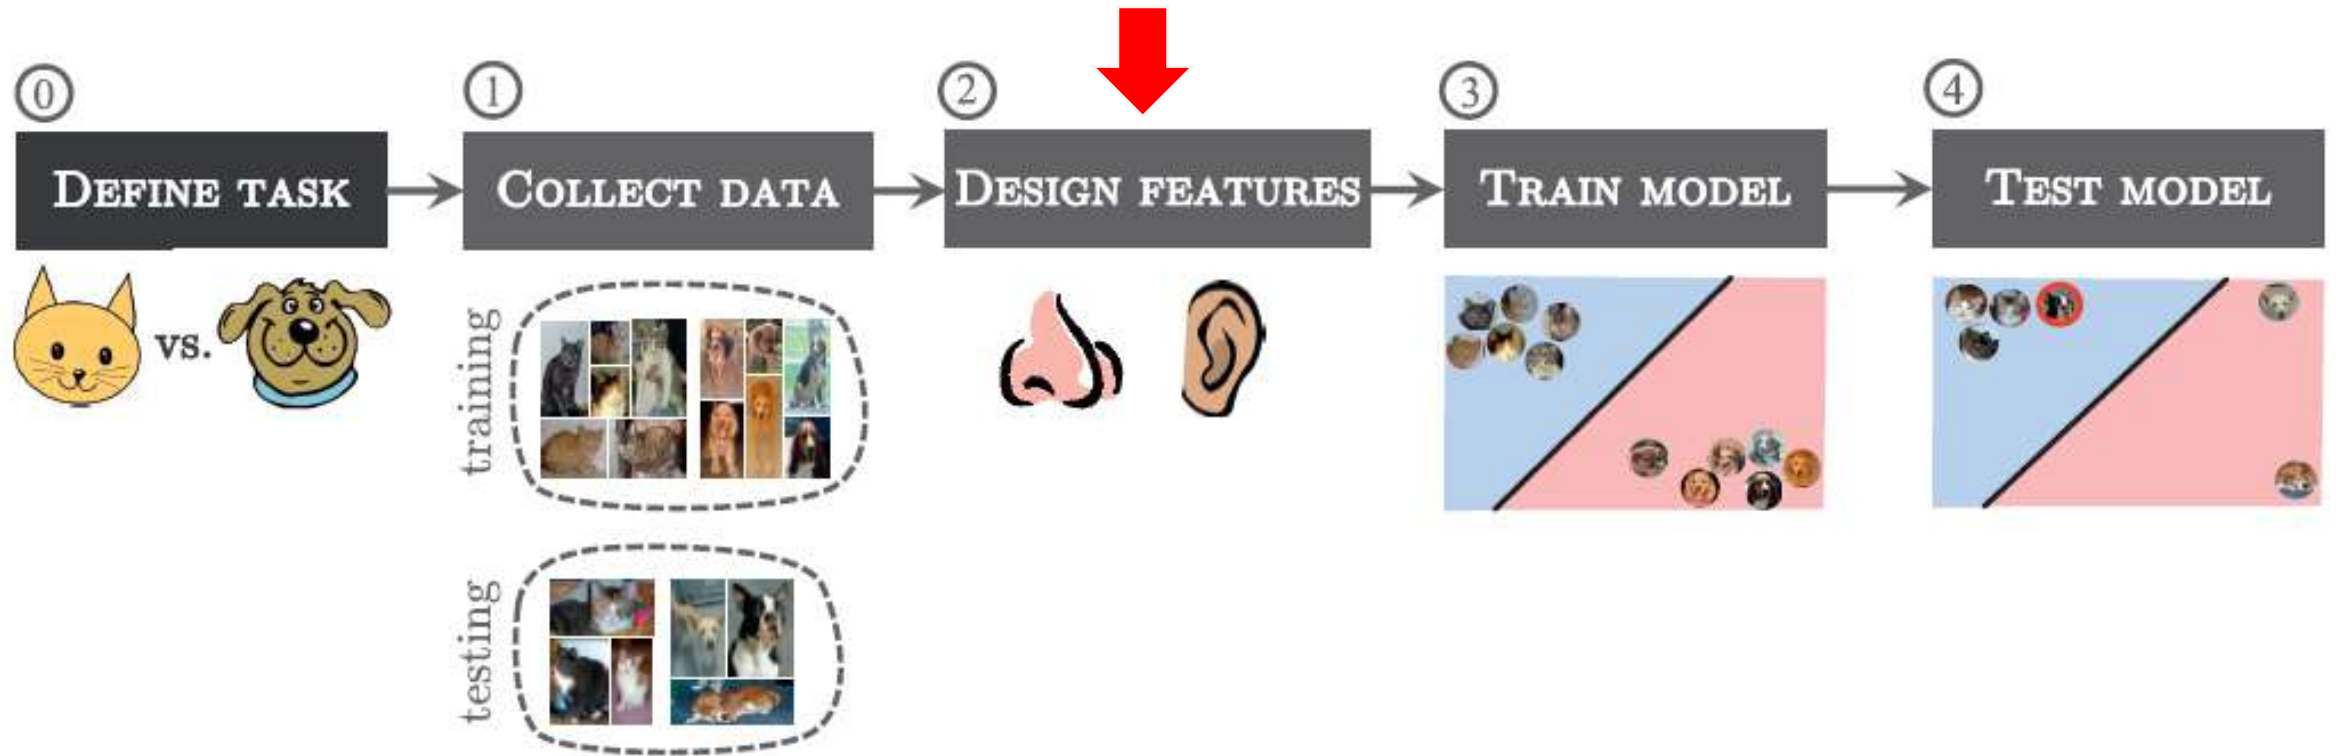 0
DEFINE TASK
vs.
1
COLLECT DATA
training
testing
2
DESIGN FEATURES
3
TRAIN MODEL
4
TEST MODEL